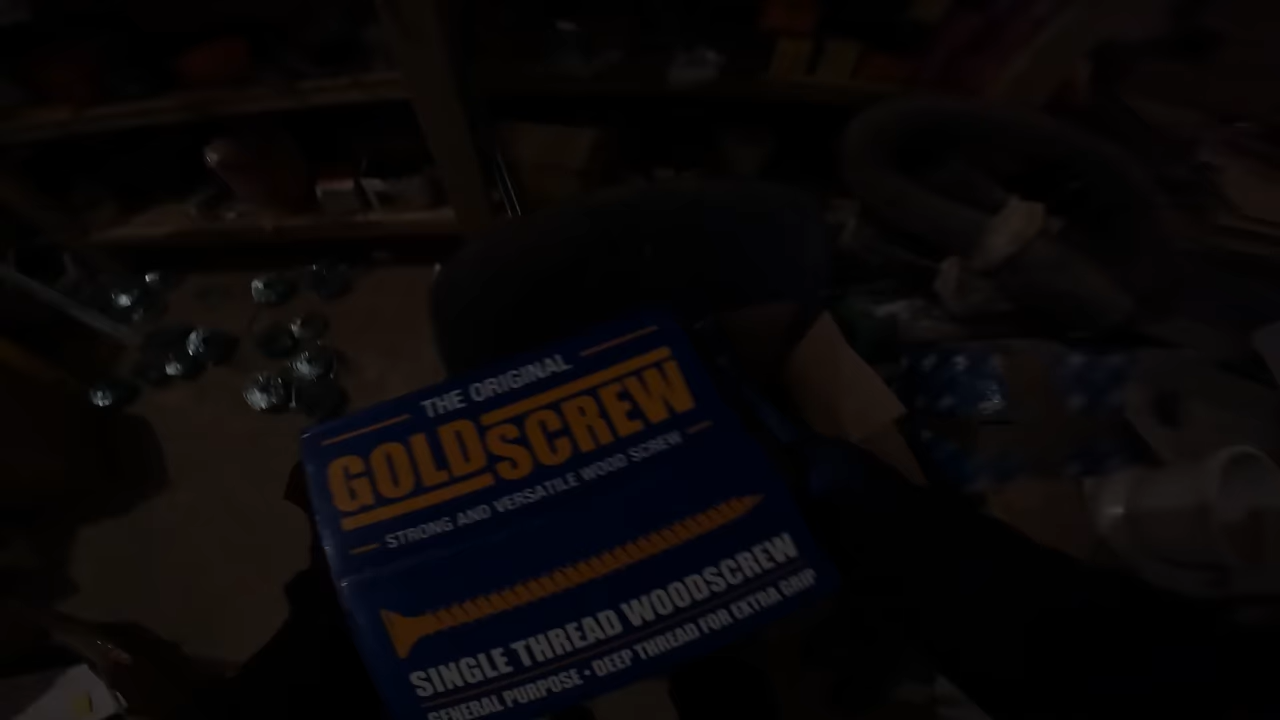 THE ORIGINAL
GOLDSCREW
STRONG AND VERSATILE WOOD SCREW
SINGLE THREAD WOODSCREW
GENERAL PURPOSE • DEEP THREAD FOR EXTRA GRIP